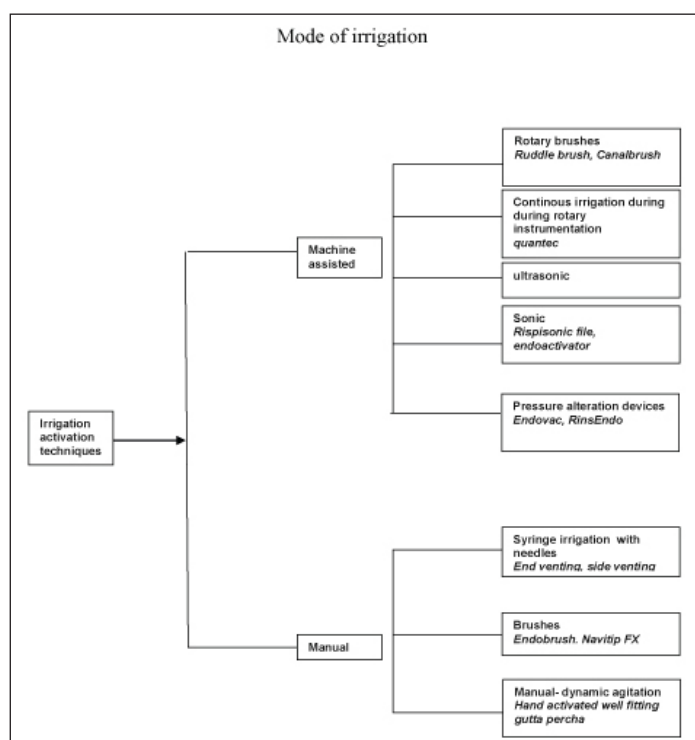 Mode of irrigation
Rotary brushes
Ruddle brush, Canalbrush
Continous irrigation during
during rotary
instrumentation
quantec
Machine
assisted
ultrasonic
Sonic
Rispisonic file,
endoactivator
Pressure alteration devices
Endovac, RinsEndo
Irrigation
activation
techniques
Syringe irrigation with
needles
End venting, side venting
Brushes
Endobrush. Navitip FX
Manual
Manual- dynamic agitation
Hand activated well fitting
gutta percha